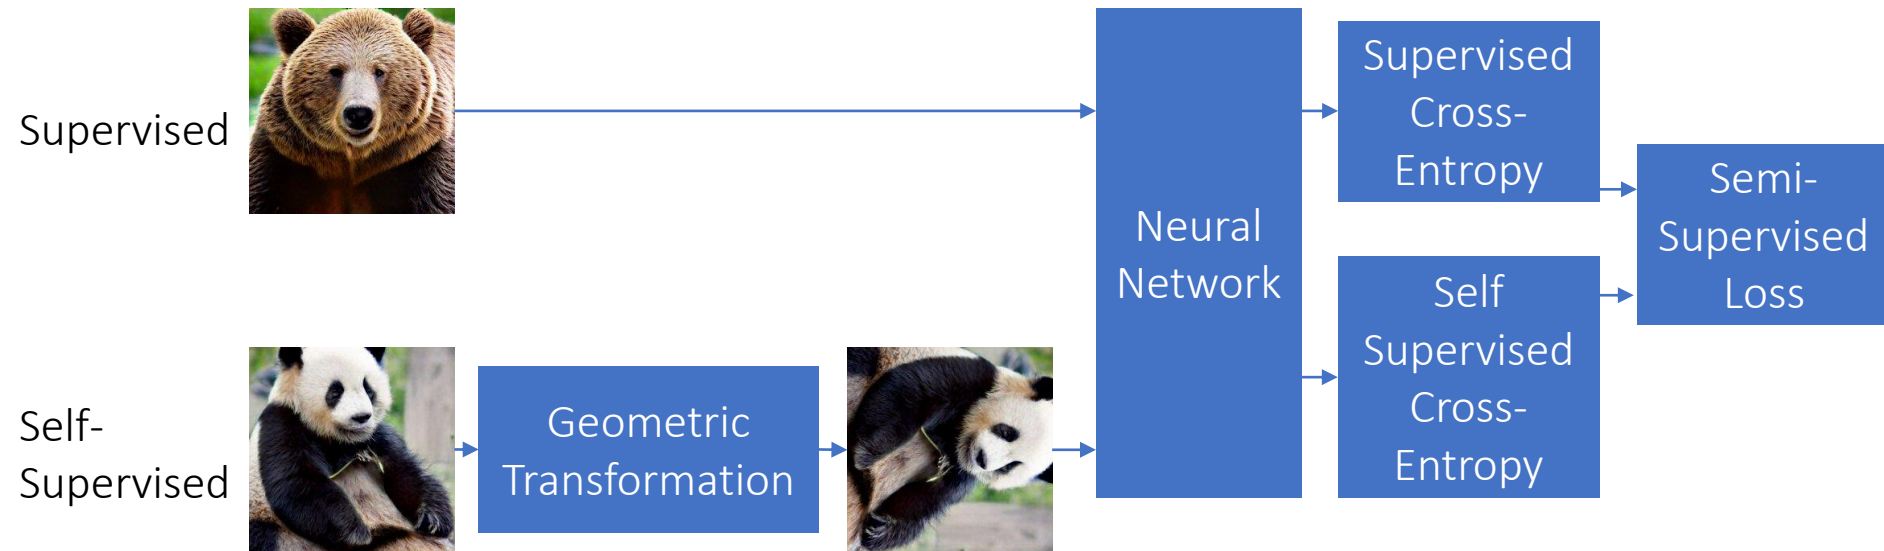 Supervised
Self-
Supervised
Geometric
Transformation
Neural
Network
Supervised
Cross-
Entropy
Self
Supervised
Cross-
Entropy
Semi-
Supervised
Loss